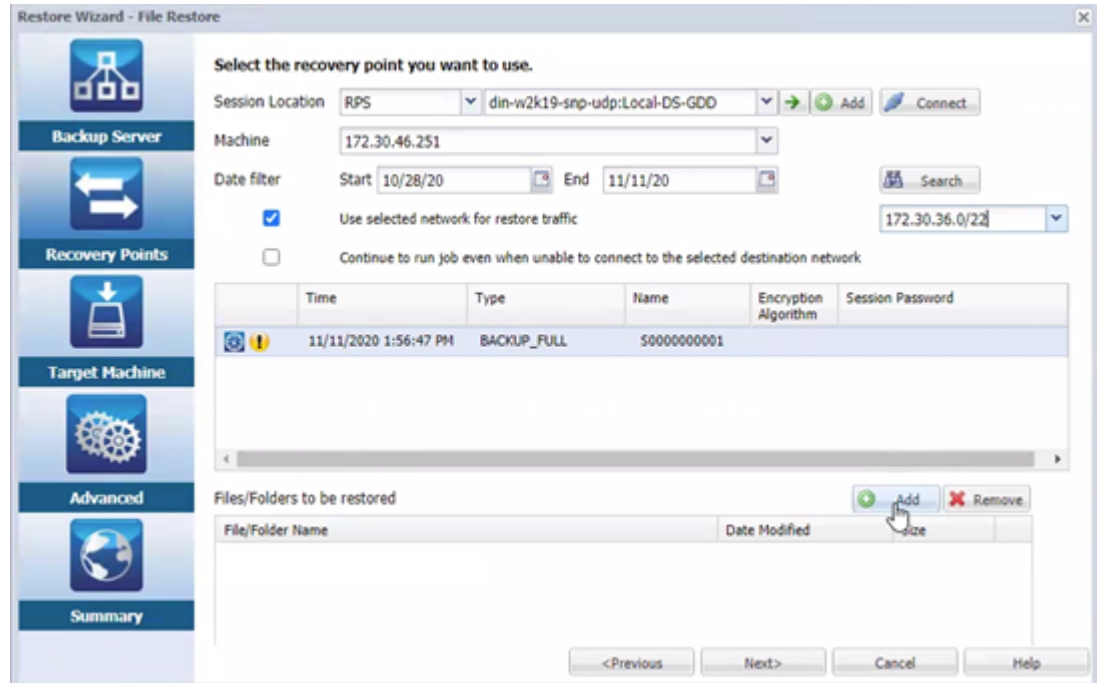 Restore Wizard - File Restore
Backup Server
Recovery Points
Target Machine
Advanced
Summary
Select the recovery point you want to use.
Session Location RPS din-w2k19-snp-udp:Local-DS-GDD Add Connect
Machine 172.30.46.251
Date filter Start 10/28/20 End 11/11/20 Search
Use selected network for restore traffic 172.30.36.0/22
Continue to run job even when unable to connect to the selected destination network
Time Type Name Encryption Algorithm Session Password
11/11/2020 1:56:47 PM BACKUP_FULL S0000000001
Files/Folders to be restored Add Remove
File/Folder Name Date Modified Size
<Previous Next> Cancel Help